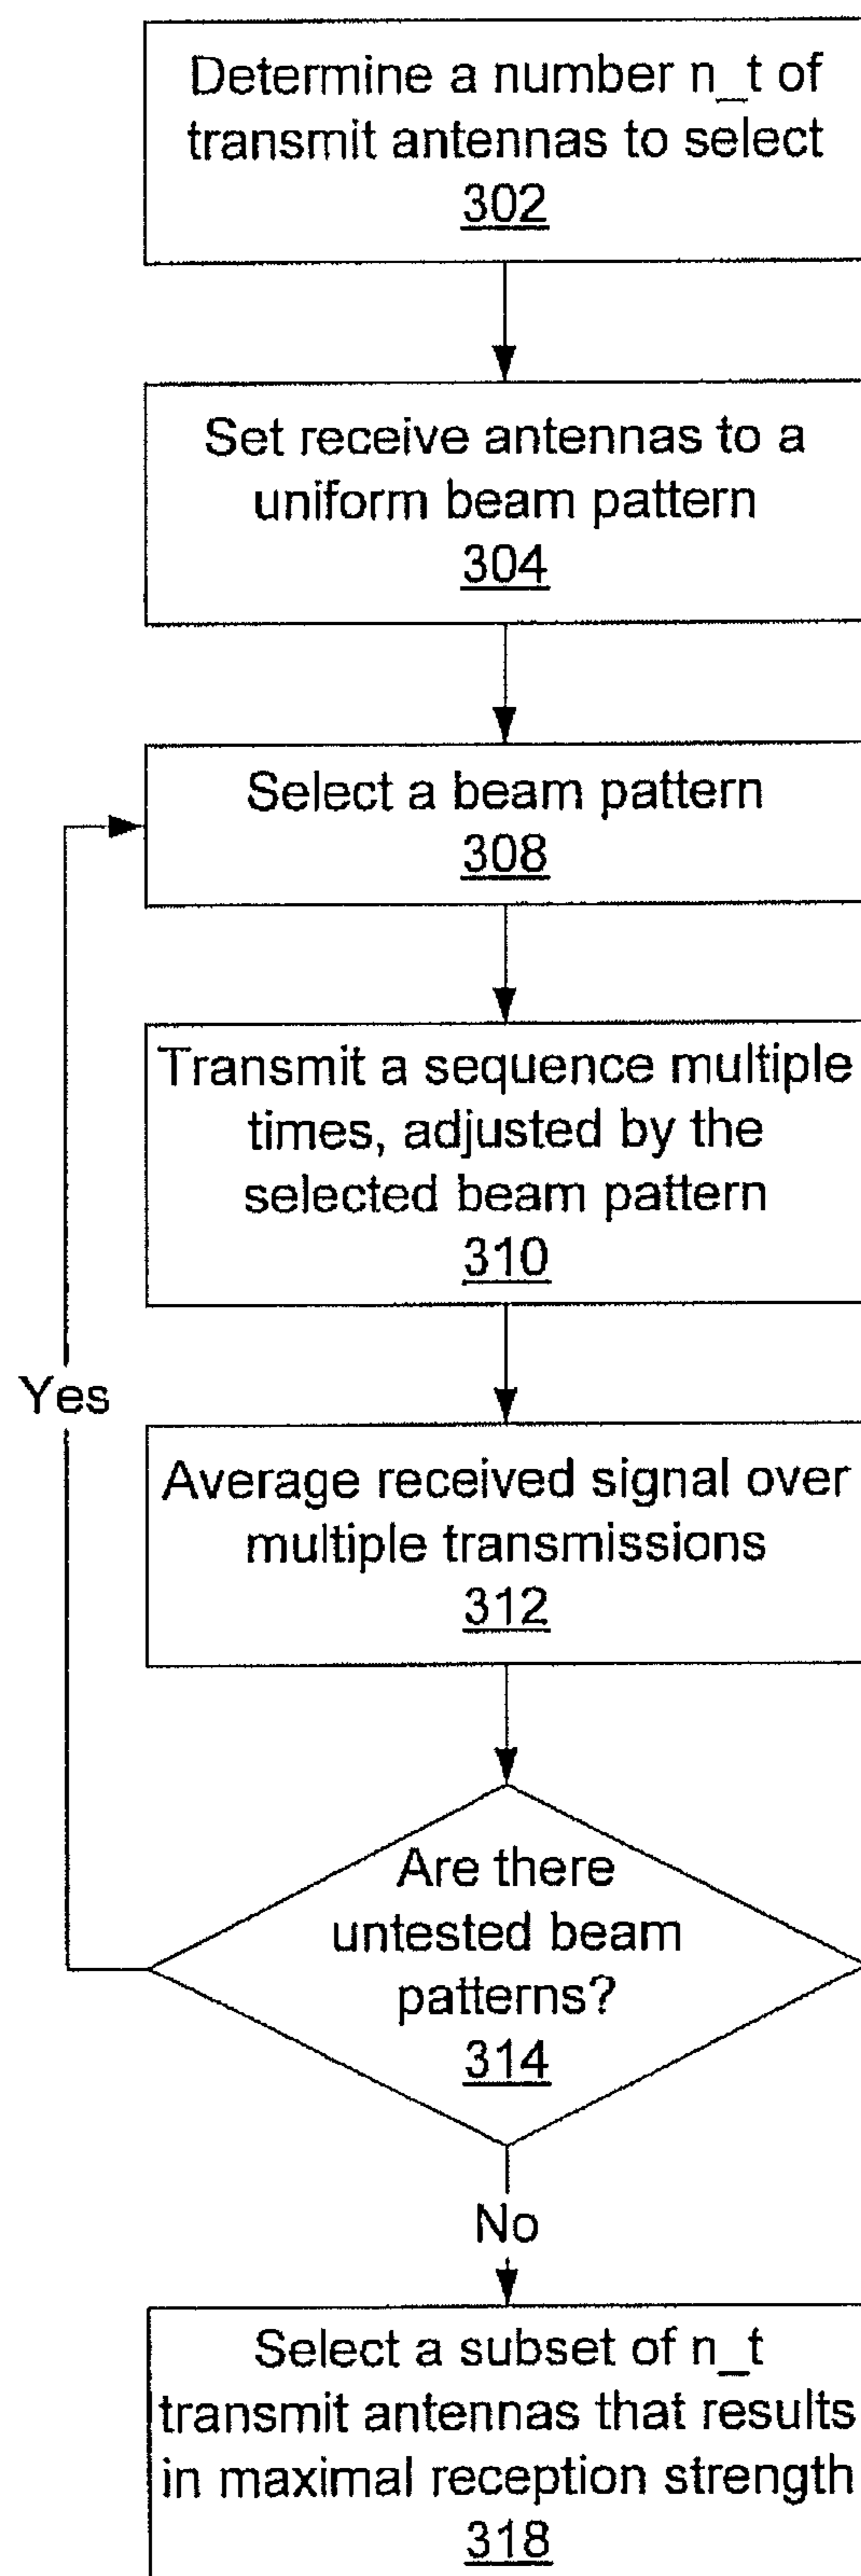 Determine a number n_t of
transmit antennas to select
302
Set receive antennas to a
uniform beam pattern
304
Select a beam pattern
308
Transmit a sequence multiple
times, adjusted by the
selected beam pattern
310
Yes
Average received signal over
multiple transmissions
312
Are there
untested beam
patterns?
314
No
Select a subset of n_t
transmit antennas that results
in maximal reception strength
318